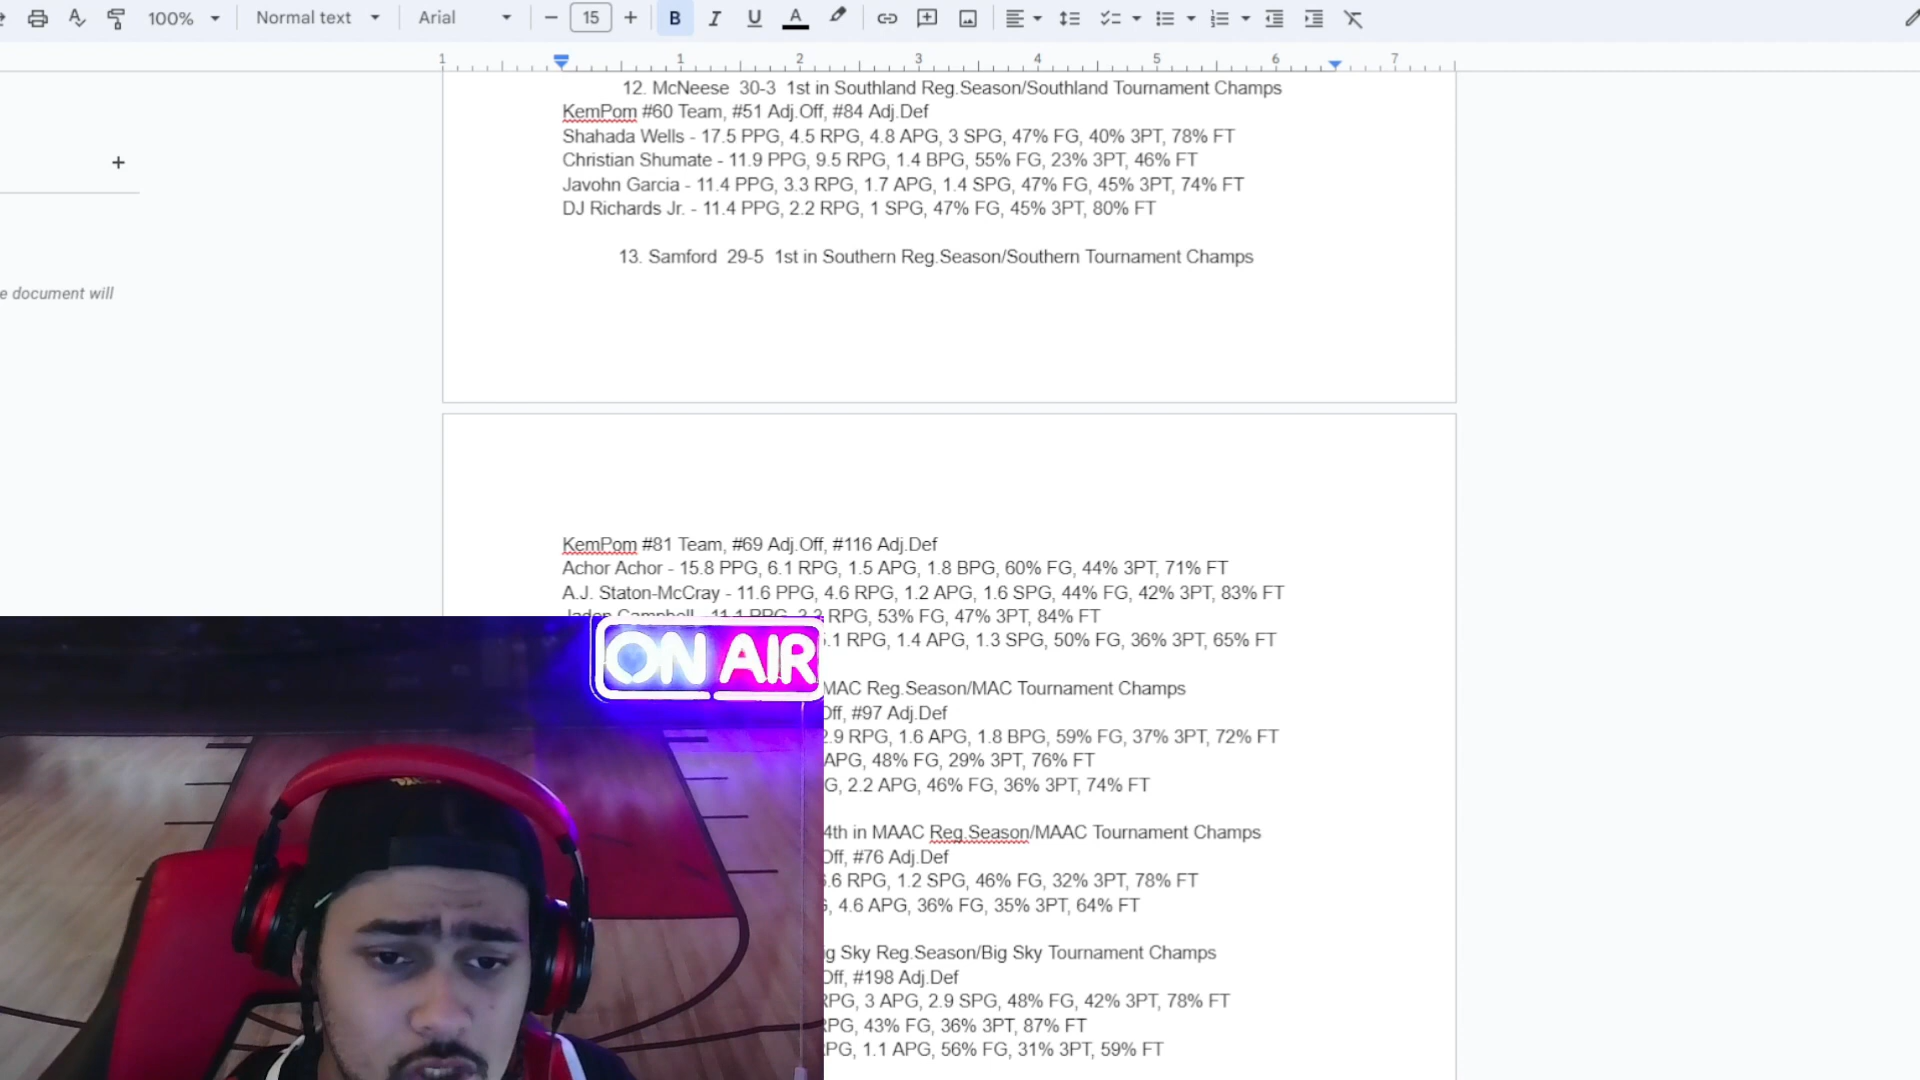 100% Normal text Arial 15 B I U A
1 1 2 3 4 5 6 7
12. McNeese 30-3 1st in Southland Reg.Season/Southland Tournament Champs
KemPom #60 Team, #51 Adj.Off, #84 Adj.Def
Shahada Wells - 17.5 PPG, 4.5 RPG, 4.8 APG, 3 SPG, 47% FG, 40% 3PT, 78% FT
Christian Shumate - 11.9 PPG, 9.5 RPG, 1.4 BPG, 55% FG, 23% 3PT, 46% FT
Javohn Garcia - 11.4 PPG, 3.3 RPG, 1.7 APG, 1.4 SPG, 47% FG, 45% 3PT, 74% FT
DJ Richards Jr. - 11.4 PPG, 2.2 RPG, 1 SPG, 47% FG, 45% 3PT, 80% FT
13. Samford 29-5 1st in Southern Reg.Season/Southern Tournament Champs
e document will
KemPom #81 Team, #69 Adj.Off, #116 Adj.Def
Achor Achor - 15.8 PPG, 6.1 RPG, 1.5 APG, 1.8 BPG, 60% FG, 44% 3PT, 71% FT
A.J. Staton-McCray - 11.6 PPG, 4.6 RPG, 1.2 APG, 1.6 SPG, 44% FG, 42% 3PT, 83% FT
Jaden Campbell - 11.1 PPG, RPG, 53% FG, 47% 3PT, 84% FT
.1 RPG, 1.4 APG, 1.3 SPG, 50% FG, 36% 3PT, 65% FT
ON AIR
MAC Reg.Season/MAC Tournament Champs
Off, #97 Adj.Def
2.9 RPG, 1.6 APG, 1.8 BPG, 59% FG, 37% 3PT, 72% FT
APG, 48% FG, 29% 3PT, 76% FT
G, 2.2 APG, 46% FG, 36% 3PT, 74% FT
4th in MAAC Reg.Season/MAAC Tournament Champs
Off, #76 Adj.Def
.6 RPG, 1.2 SPG, 46% FG, 32% 3PT, 78% FT
, 4.6 APG, 36% FG, 35% 3PT, 64% FT
g Sky Reg.Season/Big Sky Tournament Champs
Off, #198 Adj.Def
RPG, 3 APG, 2.9 SPG, 48% FG, 42% 3PT, 78% FT
RPG, 43% FG, 36% 3PT, 87% FT
PG, 1.1 APG, 56% FG, 31% 3PT, 59% FT